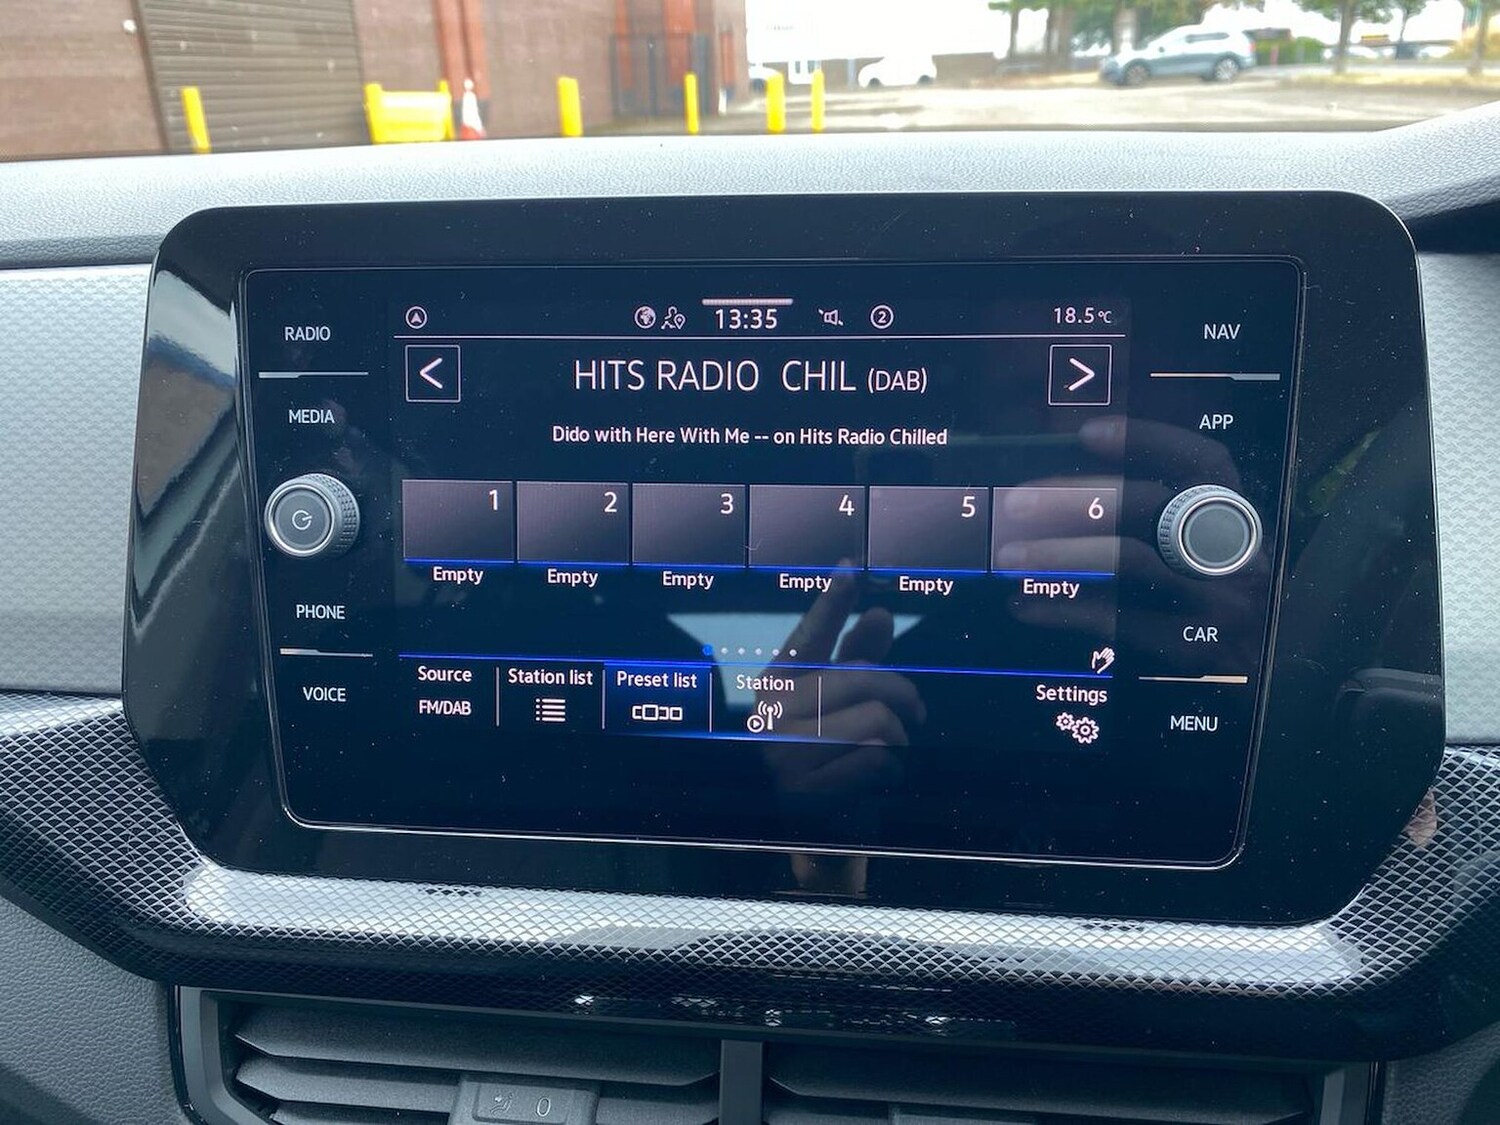 RADIO
MEDIA
PHONE
VOICE
13:35
2
18.5°C
HITS RADIO CHIL (DAB)
Dido with Here With Me -- on Hits Radio Chilled
1 2 3 4 5 6
Empty Empty Empty Empty Empty Empty
Source Station list Preset list Station Settings
FM/DAB
NAV
APP
CAR
MENU
0